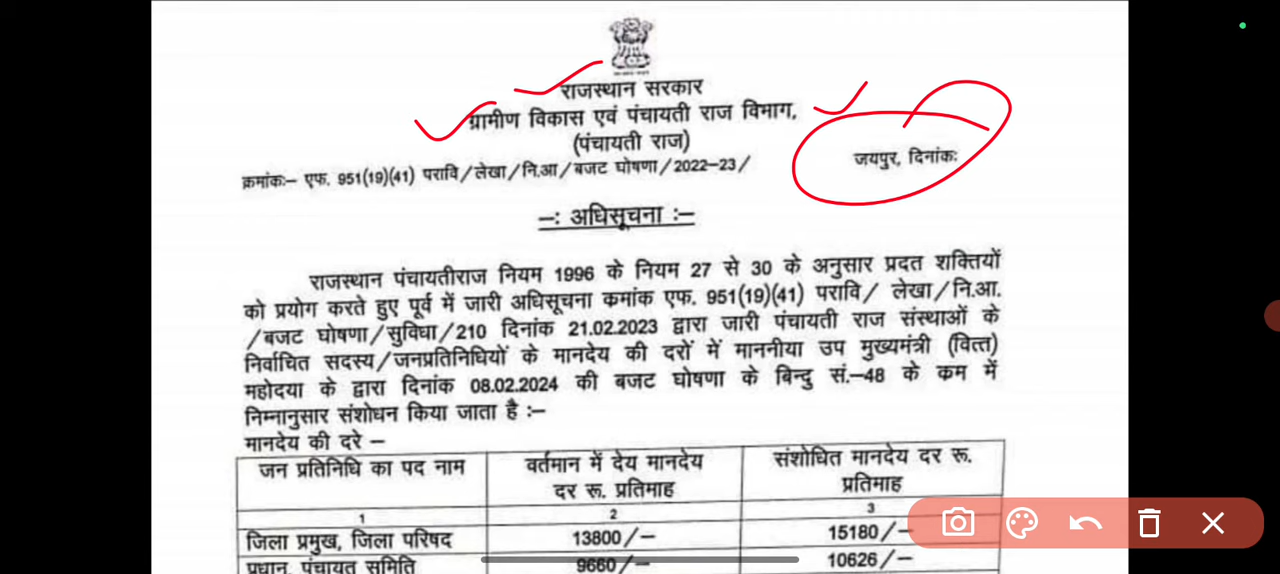 राजस्थान सरकार
ग्रामीण विकास एवं पंचायती राज विभाग,
(पंचायती राज)
क्रमांकः– एफ. 951(19)(41) परावि/लेखा/नि.आ/बजट घोषणा/2022–23/
जयपुर, दिनांकः
–: अधिसूचना :–
राजस्थान पंचायतीराज नियम 1996 के नियम 27 से 30 के अनुसार प्रदत शक्तियों
को प्रयोग करते हुए पूर्व में जारी अधिसूचना कमांक एफ. 951(19)(41) परावि/ लेखा/नि.आ.
/बजट घोषणा/सुविधा/210 दिनांक 21.02.2023 द्वारा जारी पंचायती राज संस्थाओं के
निर्वाचित सदस्य/जनप्रतिनिधियों के मानदेय की दरों में माननीया उप मुख्यमंत्री (वित्त)
महोदया के द्वारा दिनांक 08.02.2024 की बजट घोषणा के बिन्दु सं.–48 के कम में
निम्नानुसार संशोधन किया जाता है :–
मानदेय की दरे –
जन प्रतिनिधि का पद नाम
वर्तमान में देय मानदेय
दर रू. प्रतिमाह
संशोधित मानदेय दर रू.
प्रतिमाह
1
2
3
जिला प्रमुख, जिला परिषद
13800/–
15180/–
प्रधान, पंचायत समिति
9660/–
10626/–